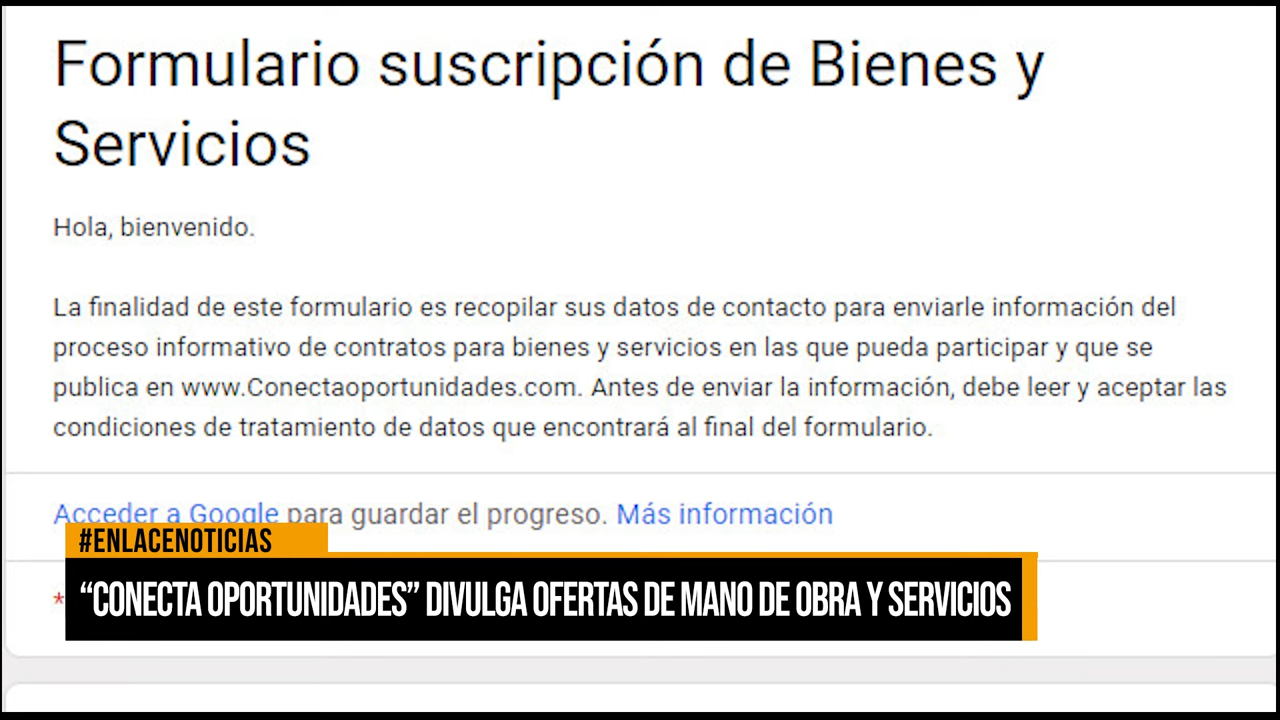 Formulario suscripción de Bienes y
Servicios
Hola, bienvenido.
La finalidad de este formulario es recopilar sus datos de contacto para enviarle información del
proceso informativo de contratos para bienes y servicios en las que pueda participar y que se
publica en www.Conectaoportunidades.com. Antes de enviar la información, debe leer y aceptar las
condiciones de tratamiento de datos que encontrará al final del formulario.
Acceder a Google para guardar el progreso. Más información
#ENLACENOTICIAS
*
“CONECTA OPORTUNIDADES” DIVULGA OFERTAS DE MANO DE OBRA Y SERVICIOS